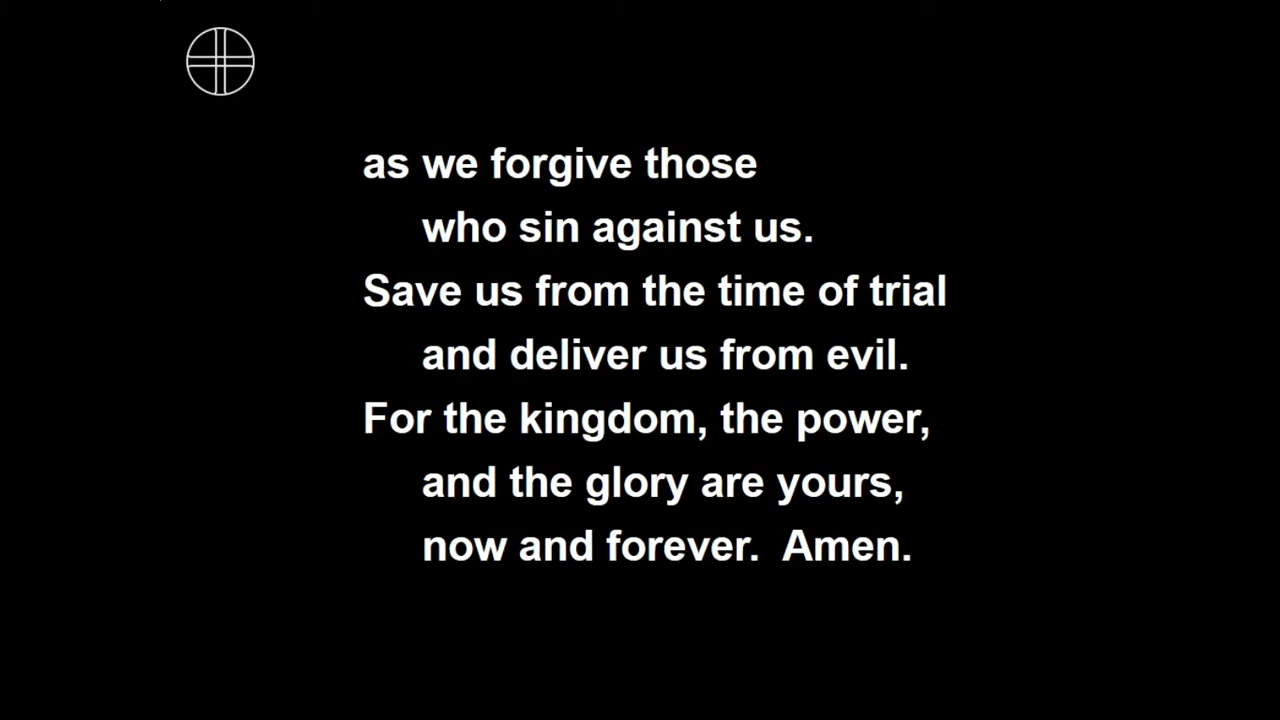 as we forgive those
who sin against us.
Save us from the time of trial
and deliver us from evil.
For the kingdom, the power,
and the glory are yours,
now and forever.  Amen.